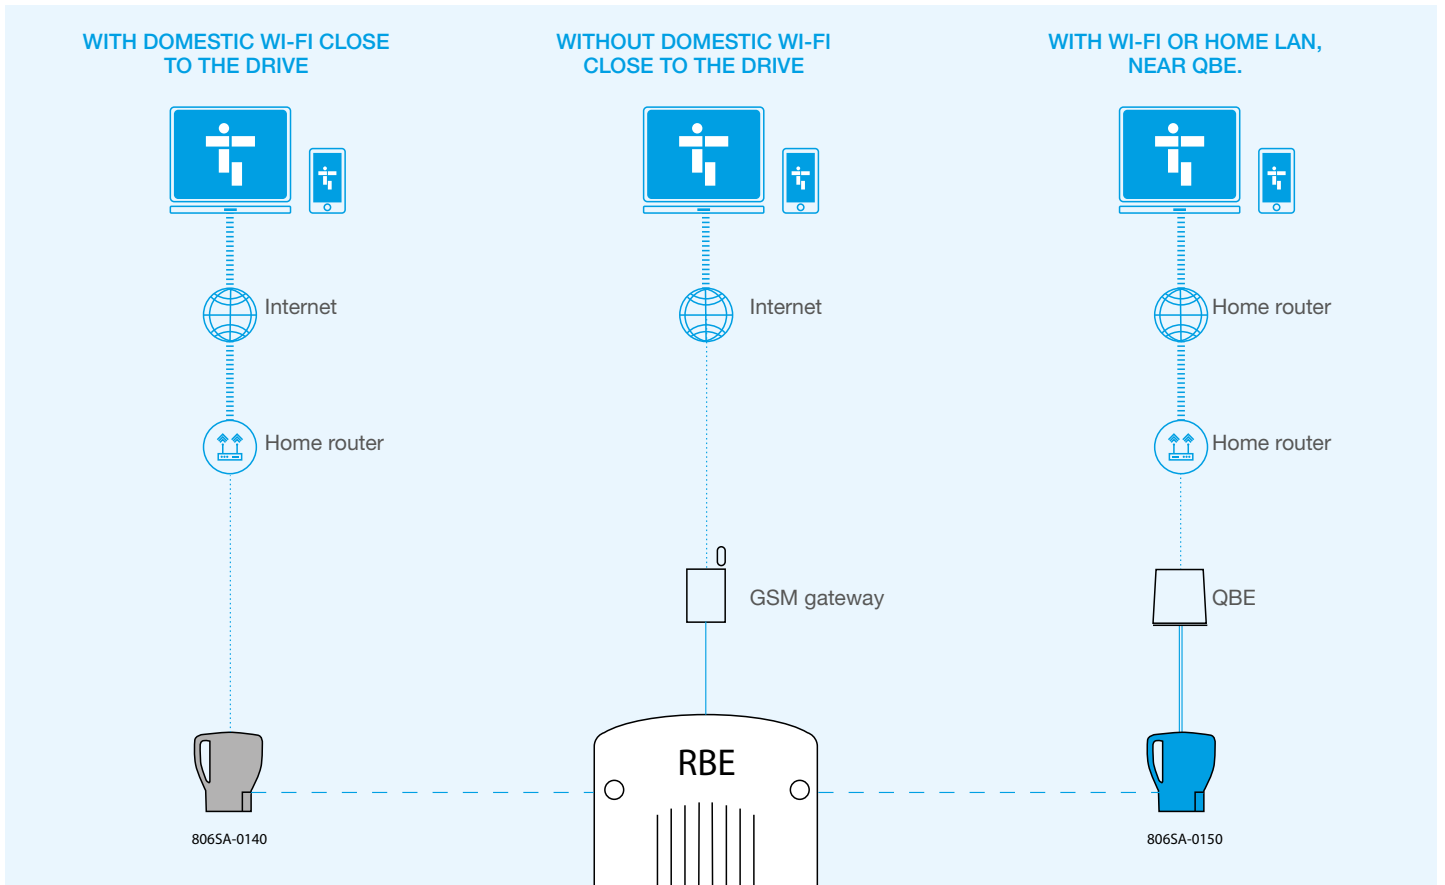 WITH DOMESTIC WI-FI CLOSE
TO THE DRIVE
WITHOUT DOMESTIC WI-FI
CLOSE TO THE DRIVE
WITH WI-FI OR HOME LAN,
NEAR QBE.
Internet
Internet
Home router
Home router
Home router
GSM gateway
QBE
RBE
806SA-0140
806SA-0150